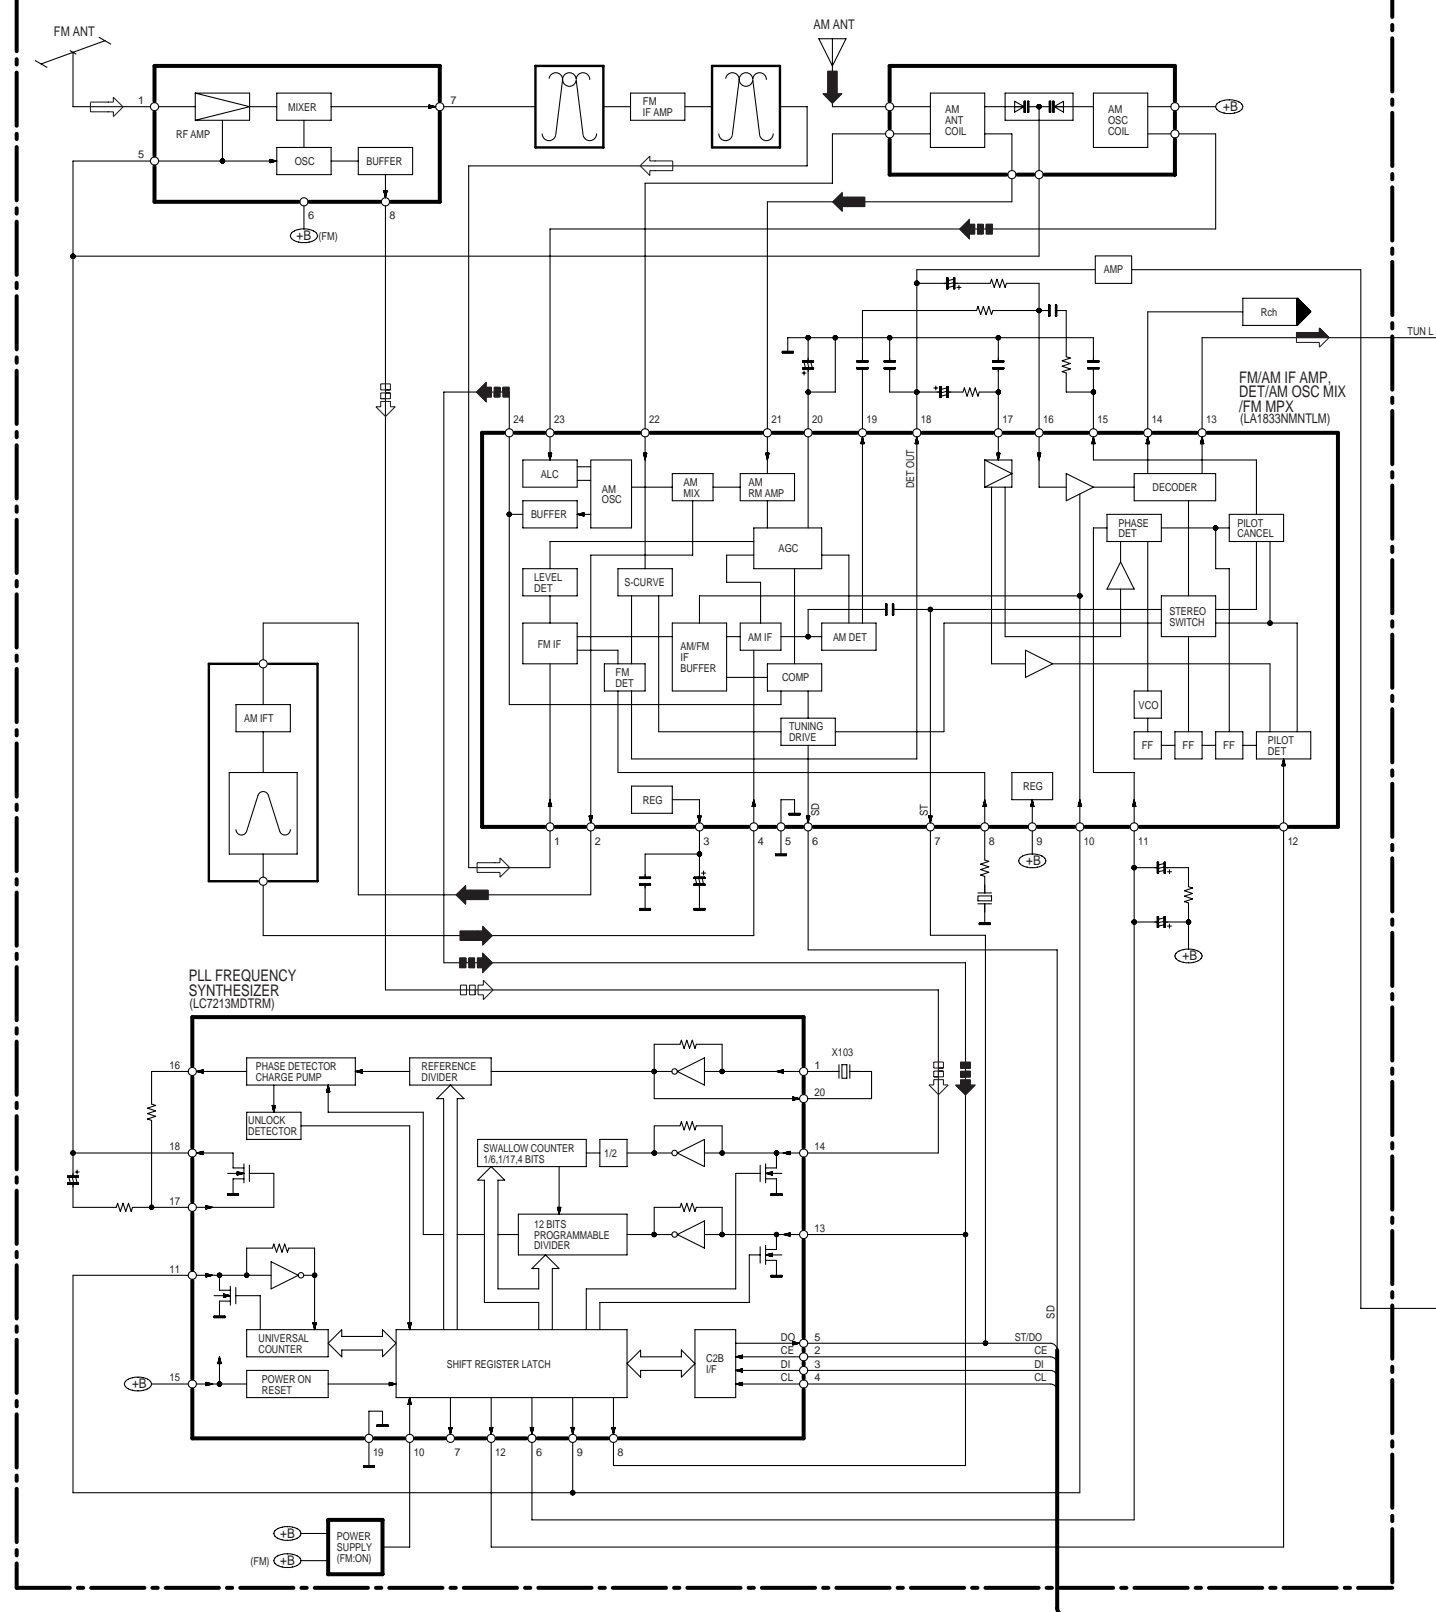 FM ANT
AM ANT
1
RF AMP
MIXER
7
5
OSC
BUFFER
6
8
+B (FM)
FM
IF AMP
AM
ANT
COIL
AM
OSC
COIL
+B
AMP
Rch
TUN L
FM/AM IF AMP,
DET/AM OSC MIX
/FM MPX
(LA1833NMNTLM)
24
23
22
21
20
19
18
17
16
15
14
13
DET OUT
ALC
AM
OSC
AM
MIX
AM
RM AMP
BUFFER
AGC
DECODER
PHASE
DET
PILOT
CANCEL
LEVEL
DET
S-CURVE
STEREO
SWITCH
FM IF
AM/FM
IF
BUFFER
AM IF
AM DET
FM
DET
COMP
TUNING
DRIVE
VCO
FF
FF
FF
PILOT
DET
REG
SD
ST
REG
1
2
3
4
5
6
7
8
9
10
11
12
+B
+B
AM IFT
PLL FREQUENCY
SYNTHESIZER
(LC7213MDTRM)
16
PHASE DETECTOR
CHARGE PUMP
REFERENCE
DIVIDER
1
X103
20
UNLOCK
DETECTOR
18
SWALLOW COUNTER
1/6,1/17,4 BITS
1/2
14
17
12 BITS
PROGRAMMABLE
DIVIDER
13
11
SD
UNIVERSAL
COUNTER
SHIFT REGISTER LATCH
C2B
I/F
DO 5 ST/DO
CE 2 CE
DI 3 DI
CL 4 CL
+B 15
POWER ON
RESET
19
10
7
12
6
9
8
+B
(FM) +B
POWER
SUPPLY
(FM:ON)